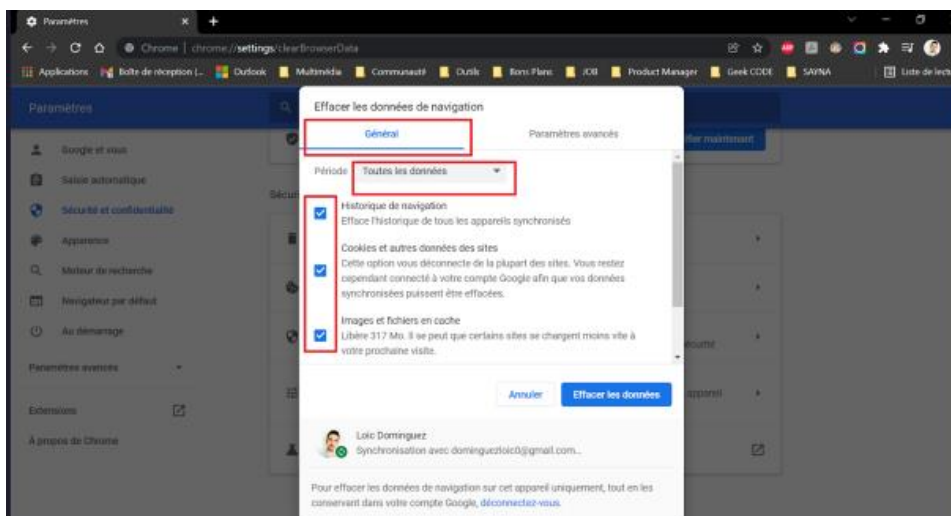 Paramètres
Chrome | chrome://settings/clearBrowserData
Applications
Boîte de réception (...
Outlook
Multimédia
Communauté
Outils
Bons Plans
JOB
Product Manager
Geek CODE
SAYNA
Liste de lect
Paramètres
Effacer les données de navigation
Général
Paramètres avancés
maintenant
Google et vous
Saisie automatique
Sécurité et confidentialité
Apparence
Moteur de recherche
Navigateur par défaut
Au démarrage
Paramètres avancés
Extensions
À propos de Chrome
Sécuri
Période
Toutes les données
Historique de navigation
Efface l'historique de tous les appareils synchronisés
Cookies et autres données des sites
Cette option vous déconnecte de la plupart des sites. Vous restez
cependant connecté à votre compte Google afin que vos données
synchronisées puissent être effacées.
Images et fichiers en cache
Libère 317 Mo. Il se peut que certains sites se chargent moins vite à
votre prochaine visite.
appareil
Annuler
Effacer les données
Loïc Dominguez
Synchronisation avec dominguezloic0@gmail.com...
Pour effacer les données de navigation sur cet appareil uniquement, tout en les
conservant dans votre compte Google, déconnectez-vous.